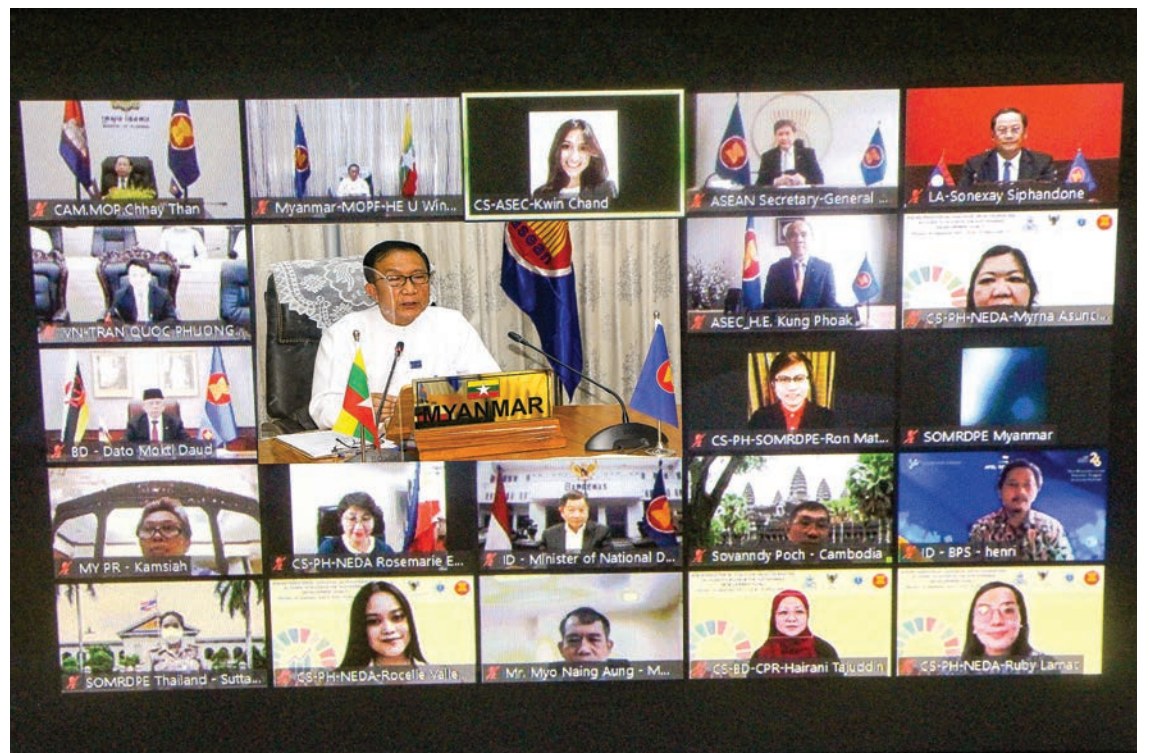 CAM.MOP.Chhay Than
Myanmar-MOPF-HE U Win...
CS-ASEC-Kwin Chand
ASEAN Secretary-General ...
LA-Sonexay Siphandone
VN-TRAN QUOC PHUONG...
asean
MYANMAR
ASEC_H.E. Kung Phoak
CS-PH-NEDA-Myrna Asunci...
BD - Dato Mokti Daud
CS-PH-SOMRDPE-Ron Mat...
SOMRDPE Myanmar
MY PR - Kamsiah
CS-PH-NEDA Rosemarie E...
BAPPENAS
ID - Minister of National D...
Sovanndy Poch - Cambodia
ID - BPS - henri
SOMRDPE Thailand - Sutta...
CS-PH-NEDA-Rocelle Valle
Mr. Myo Naing Aung - M...
CS-BD-CPR-Hairani Tajuddin
CS-PH-NEDA-Ruby Larnat